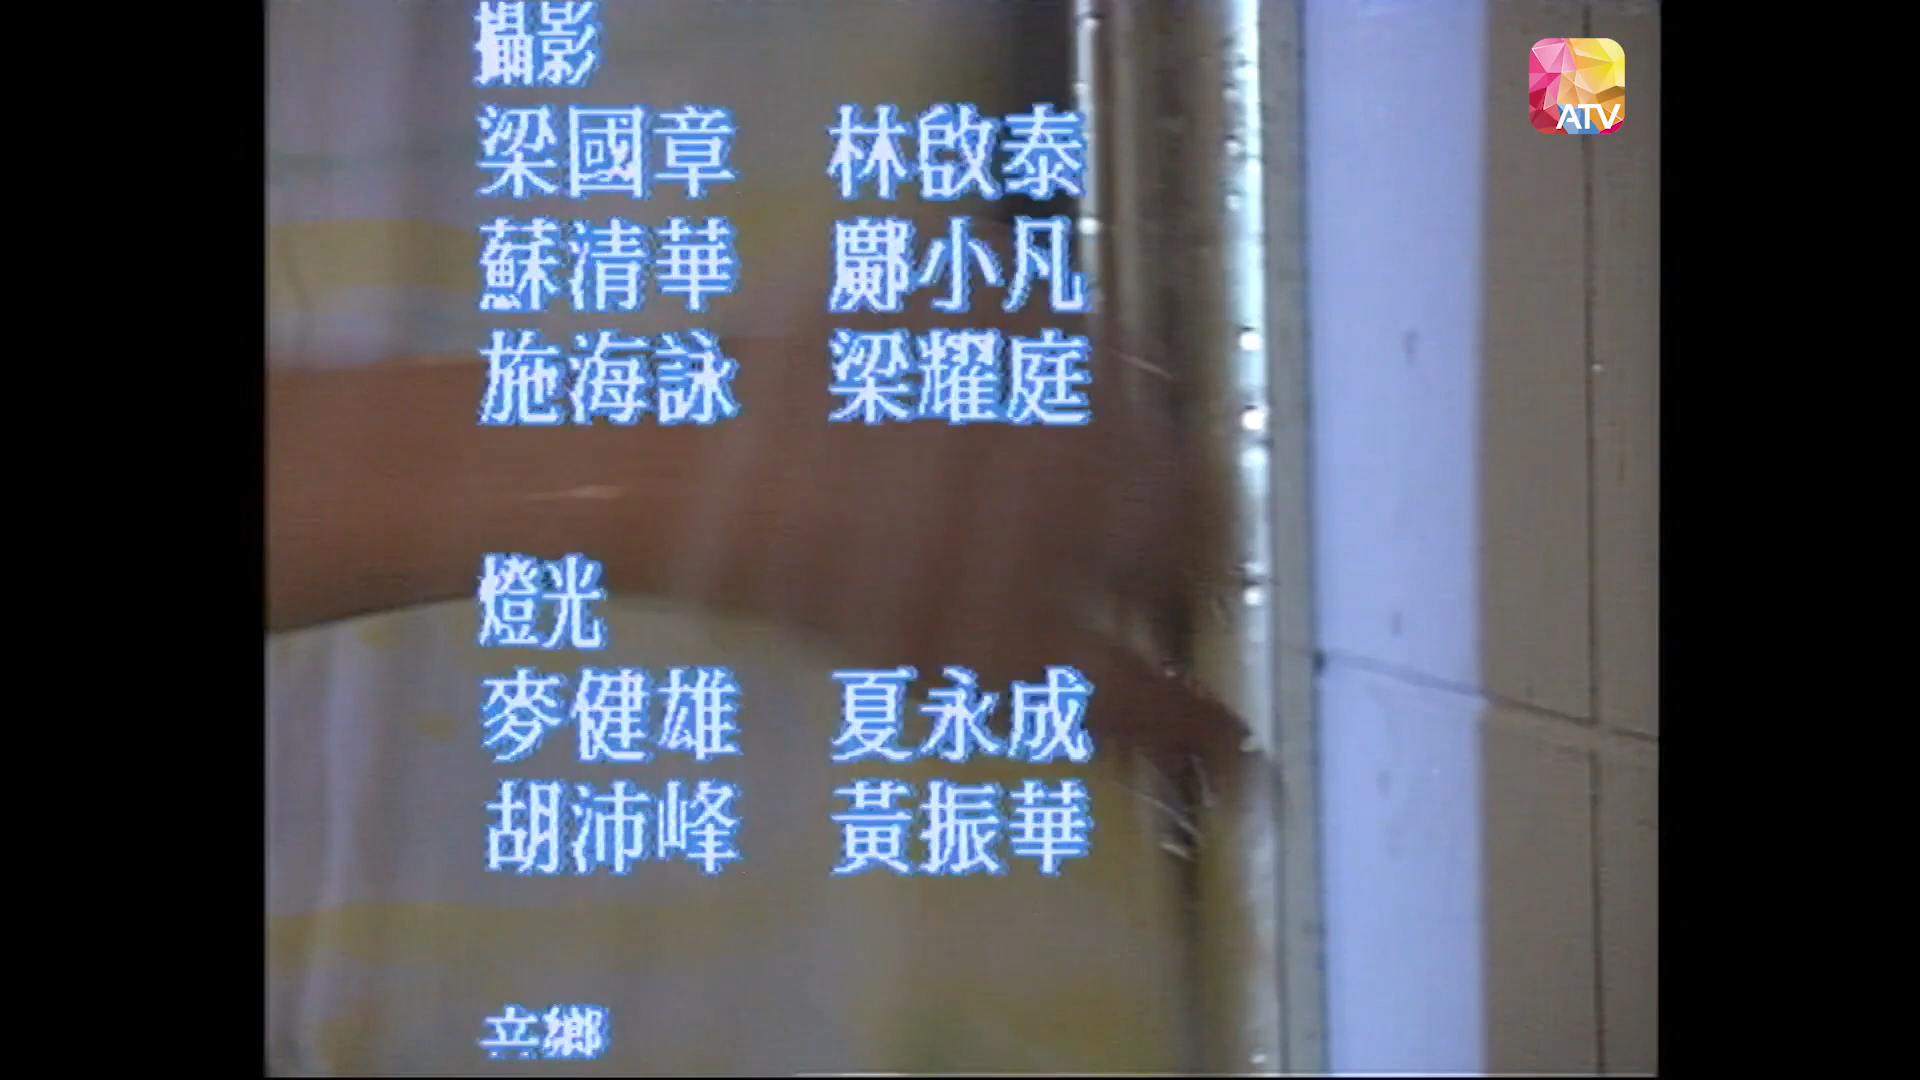 攝影
ATV
梁國章 林啟泰
蘇清華 鄺小凡
施海詠 梁耀庭
燈光
麥健雄 夏永成
胡沛峰 黃振華
音響